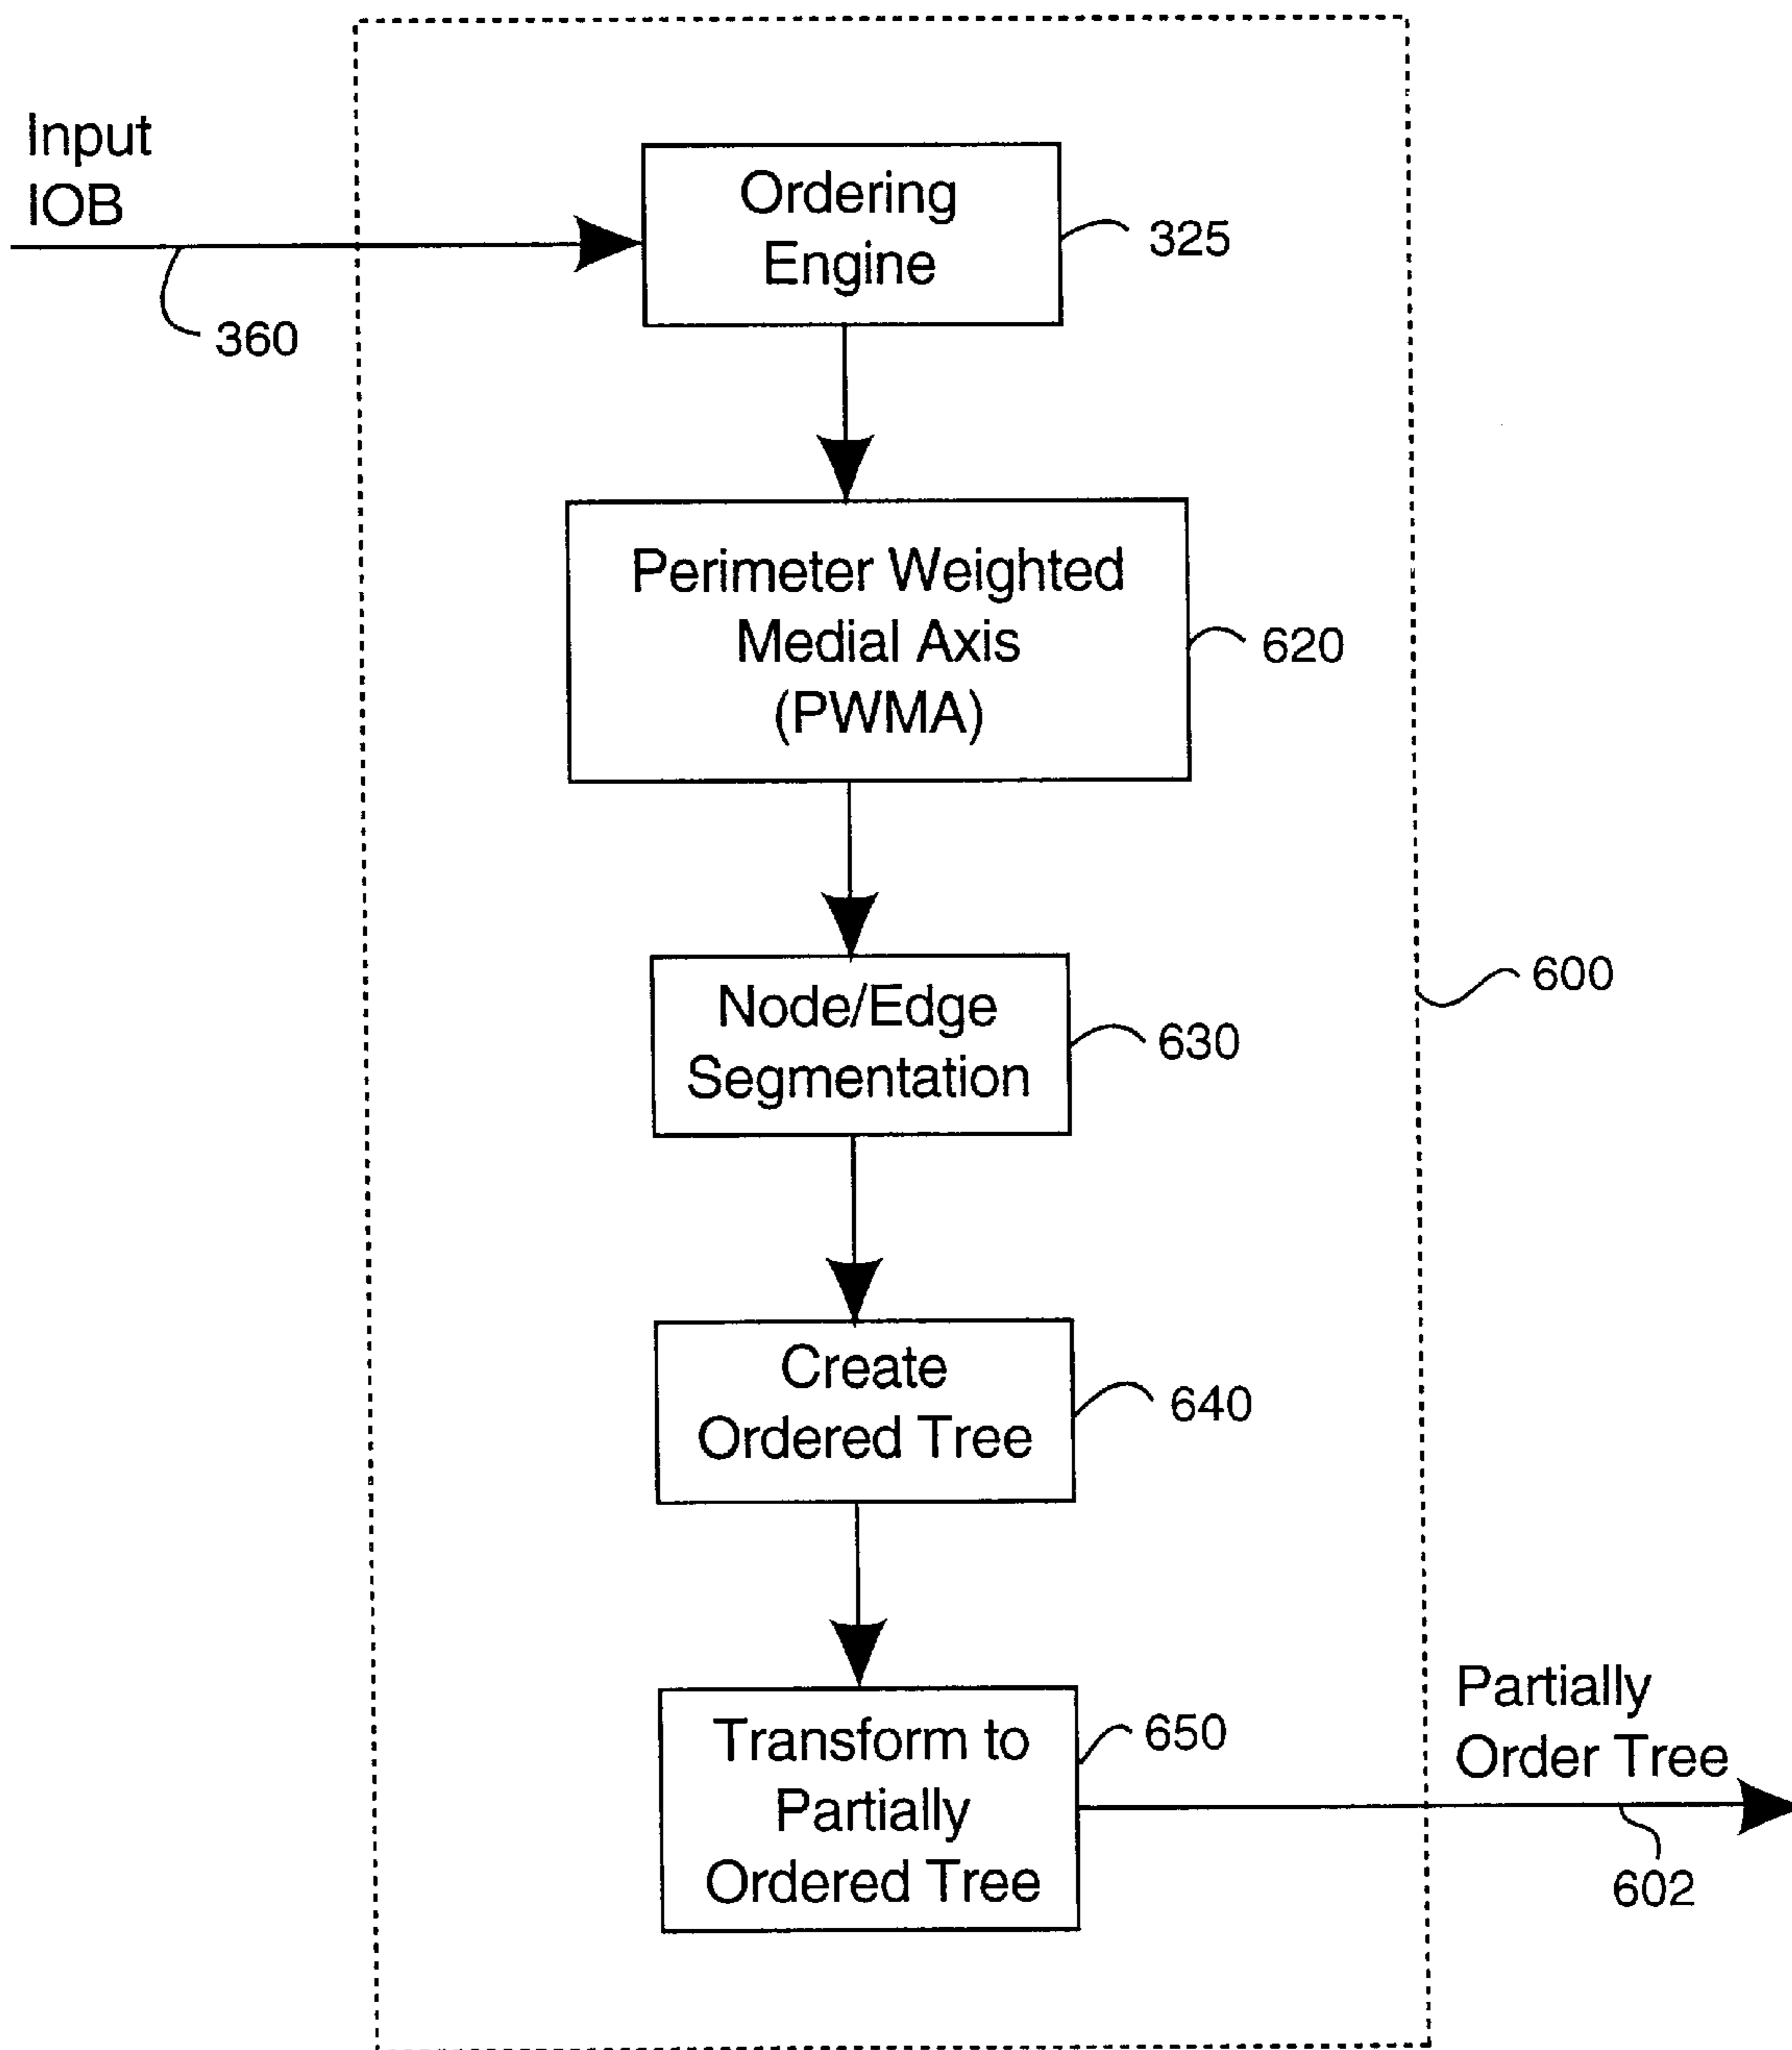 Input
IOB
360
Ordering
Engine
325
Perimeter Weighted
Medial Axis
(PWMA)
620
Node/Edge
Segmentation
630
600
Create
Ordered Tree
640
Transform to
Partially
Ordered Tree
650
Partially
Order Tree
602